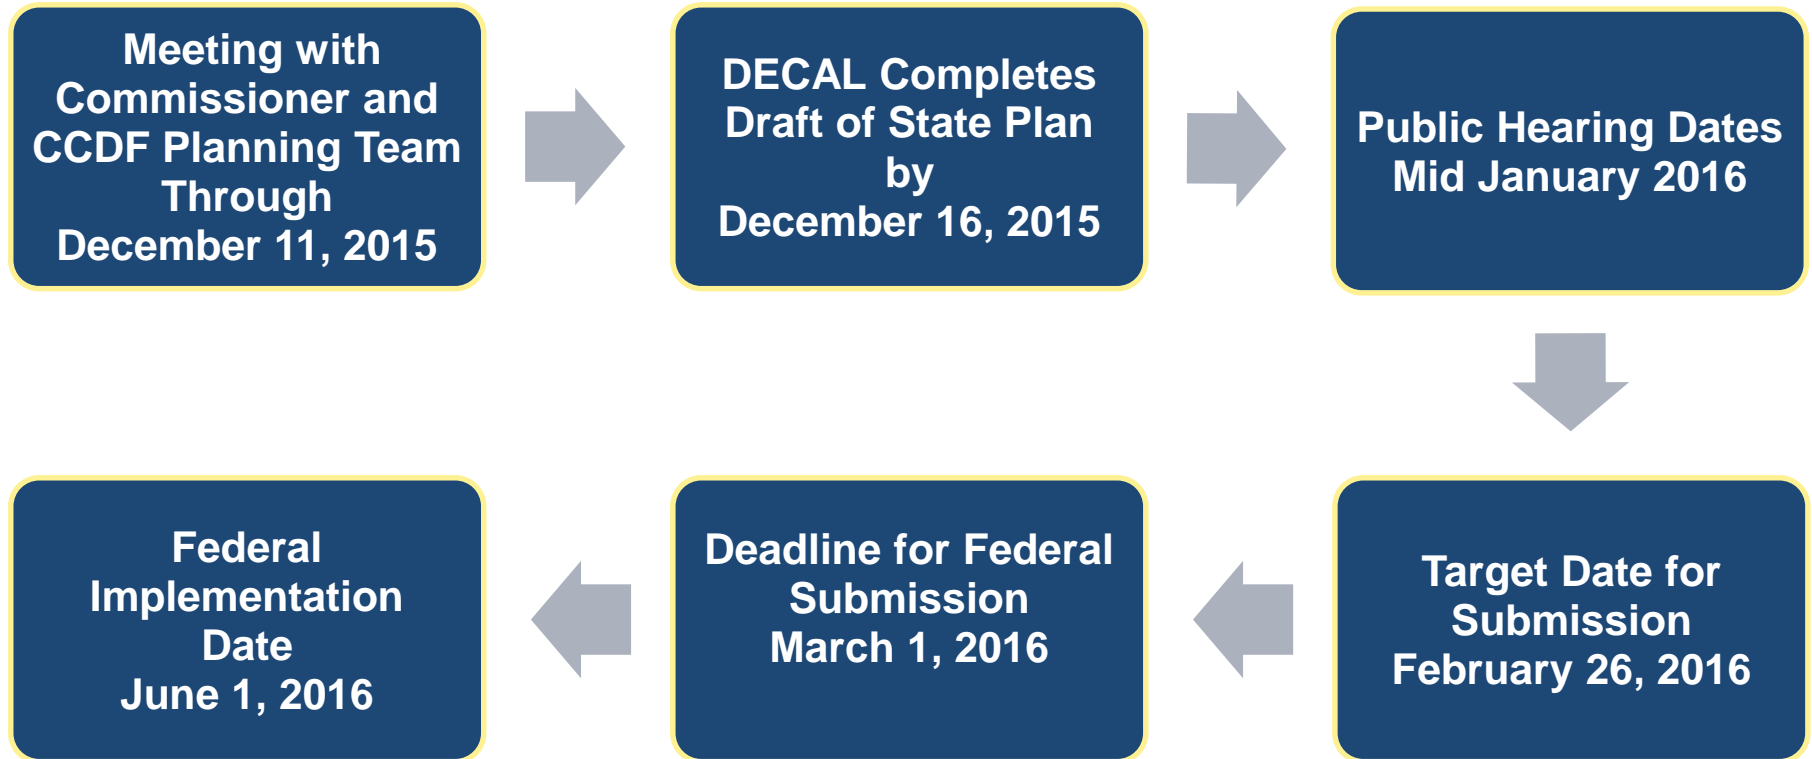 Meeting with
Commissioner and
CCDF Planning Team
Through
December 11, 2015
DECAL Completes
Draft of State Plan
by
December 16, 2015
Public Hearing Dates
Mid January 2016
Target Date for
Submission
February 26, 2016
Deadline for Federal
Submission
March 1, 2016
Federal
Implementation
Date
June 1, 2016